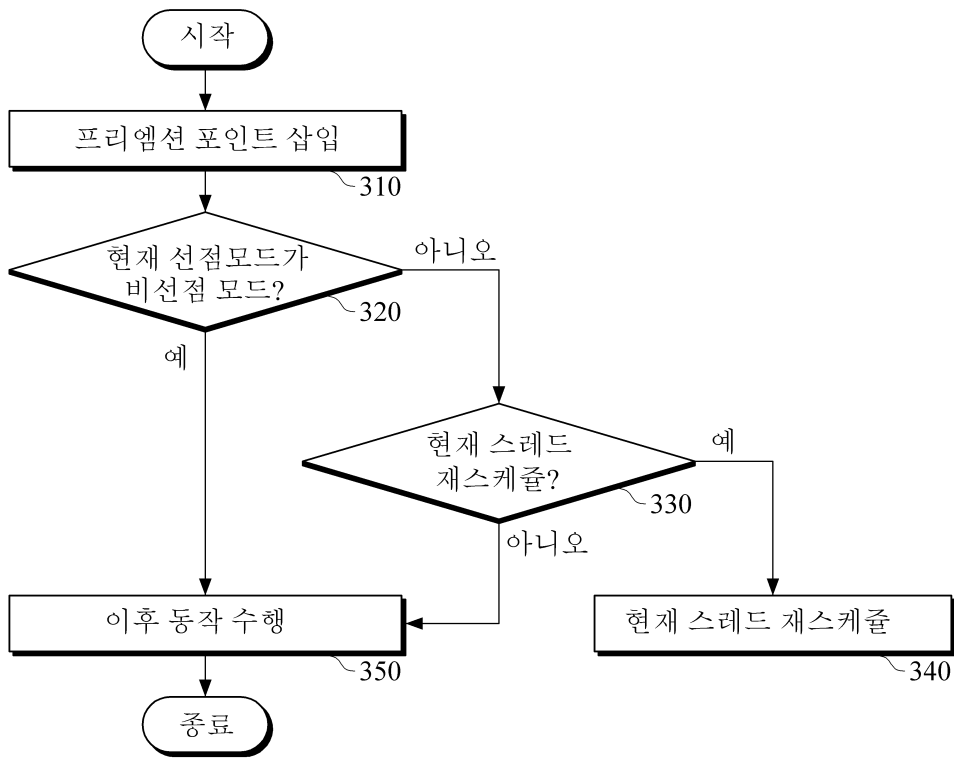 시작
프리엠션 포인트 삽입
310
현재 선점모드가
비선점 모드?
320
아니오
예
현재 스레드
재스케쥴?
330
예
아니오
이후 동작 수행
350
현재 스레드 재스케쥴
340
종료